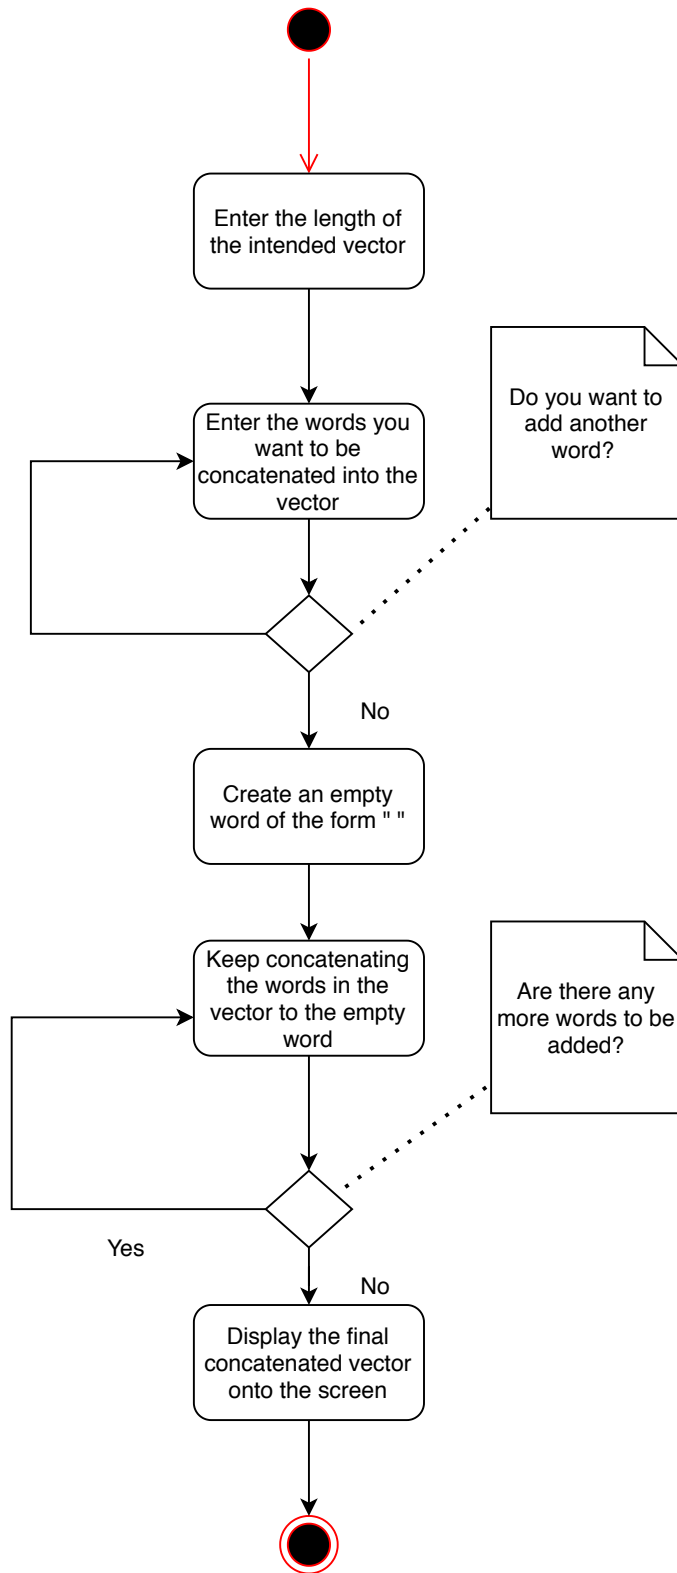 Enter the length of
the intended vector
Enter the words you
want to be
concatenated into the
vector
Do you want to
add another
word?
No
Create an empty
word of the form " "
Keep concatenating
the words in the
vector to the empty
word
Are there any
more words to be
added?
Yes
No
Display the final
concatenated vector
onto the screen